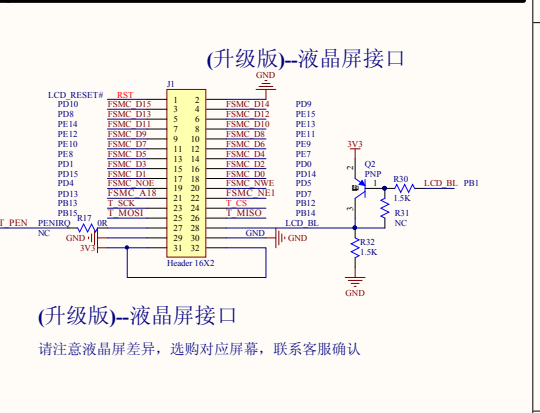 (升级版)--液晶屏接口
GND
J1
LCD_RESET# RST 1 2
PD10 FSMC_D15 3 4 FSMC_D14 PD9
PD8 FSMC_D13 5 6 FSMC_D12 PE15
PE14 FSMC_D11 7 8 FSMC_D10 PE13
PE12 FSMC_D9 9 10 FSMC_D8 PE11
PE10 FSMC_D7 11 12 FSMC_D6 PE9
PE8 FSMC_D5 13 14 FSMC_D4 PE7
PD1 FSMC_D3 15 16 FSMC_D2 PD0
PD15 FSMC_D1 17 18 FSMC_D0 PD14
PD4 FSMC_NOE 19 20 FSMC_NWE PD5
PD13 FSMC_A18 21 22 FSMC_NE1 PD7
PB13 T_SCK 23 24 T_CS PB12
PB15 T_MOSI 25 26 T_MISO PB14
T_PEN PENIRQ R17 0R 27 28 LCD_BL
NC GND 29 30 GND GND
3V3 31 32
Header 16X2
3V3
2
Q2
PNP
1
3
R30
1.5K
LCD_BL PB1
R31
NC
R32
1.5K
GND
(升级版)--液晶屏接口
请注意液晶屏差异，选购对应屏幕，联系客服确认